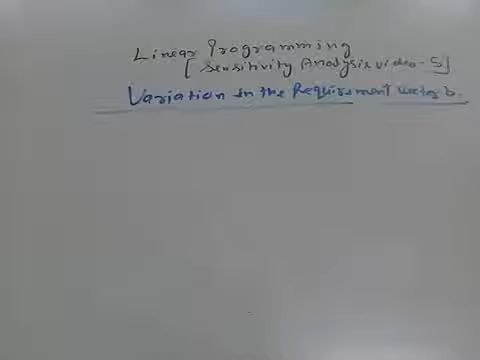 Linear Programming
[Sensitivity Analysis video-5]
Variation in the Requirement vector b.